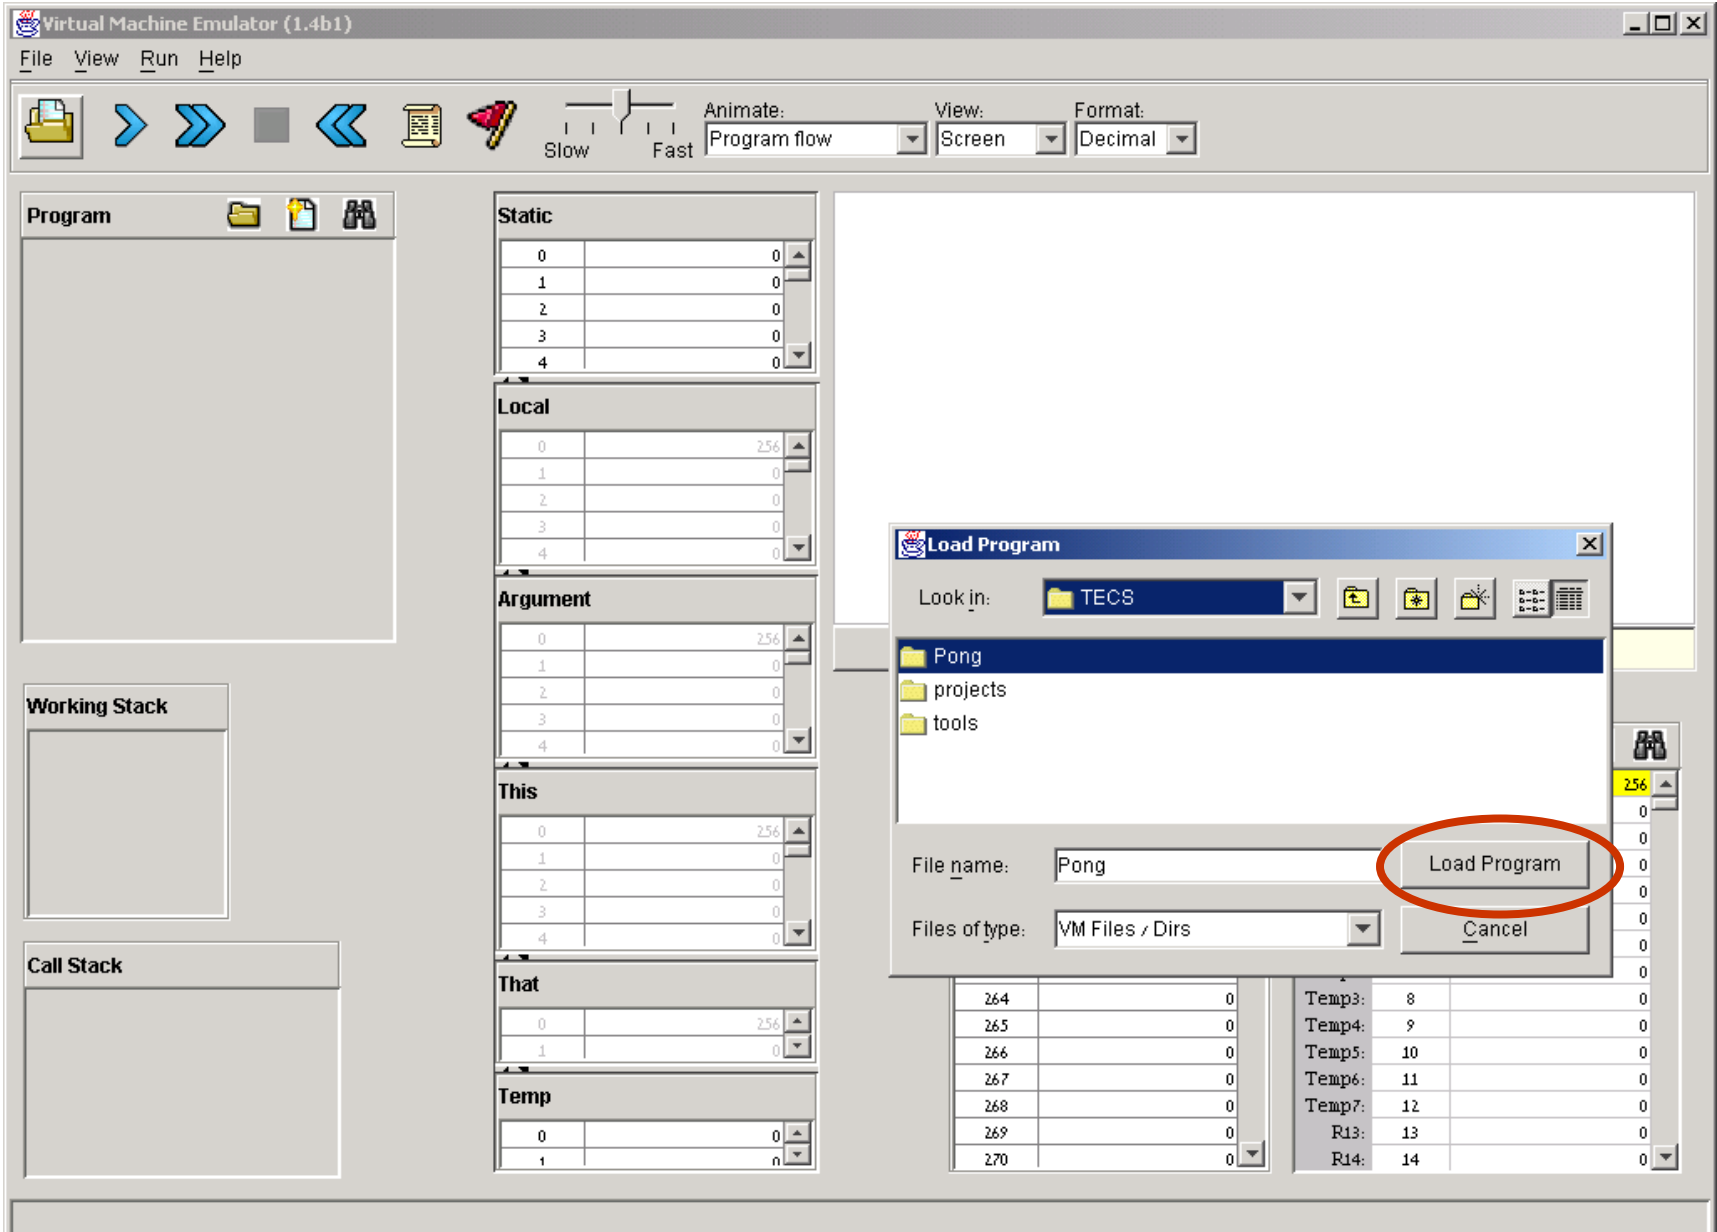 Virtual Machine Emulator (1.4b1)
File View Run Help
Animate: View: Format:
Slow Fast Program flow Screen Decimal
Program
Static
0 0
1 0
2 0
3 0
4 0
Local
0 256
1 0
2 0
3 0
4 0
Argument
0 256
1 0
2 0
3 0
4 0
This
0 256
1 0
2 0
3 0
4 0
That
0 256
1 0
Temp
0 0
1 0
Working Stack
Call Stack
Load Program
Look in: TECS
Pong
projects
tools
File name: Pong Load Program
Files of type: VM Files / Dirs Cancel
264 0
265 0
266 0
267 0
268 0
269 0
270 0
256
0
0
0
0
0
0
0
Temp3: 8 0
Temp4: 9 0
Temp5: 10 0
Temp6: 11 0
Temp7: 12 0
R13: 13 0
R14: 14 0